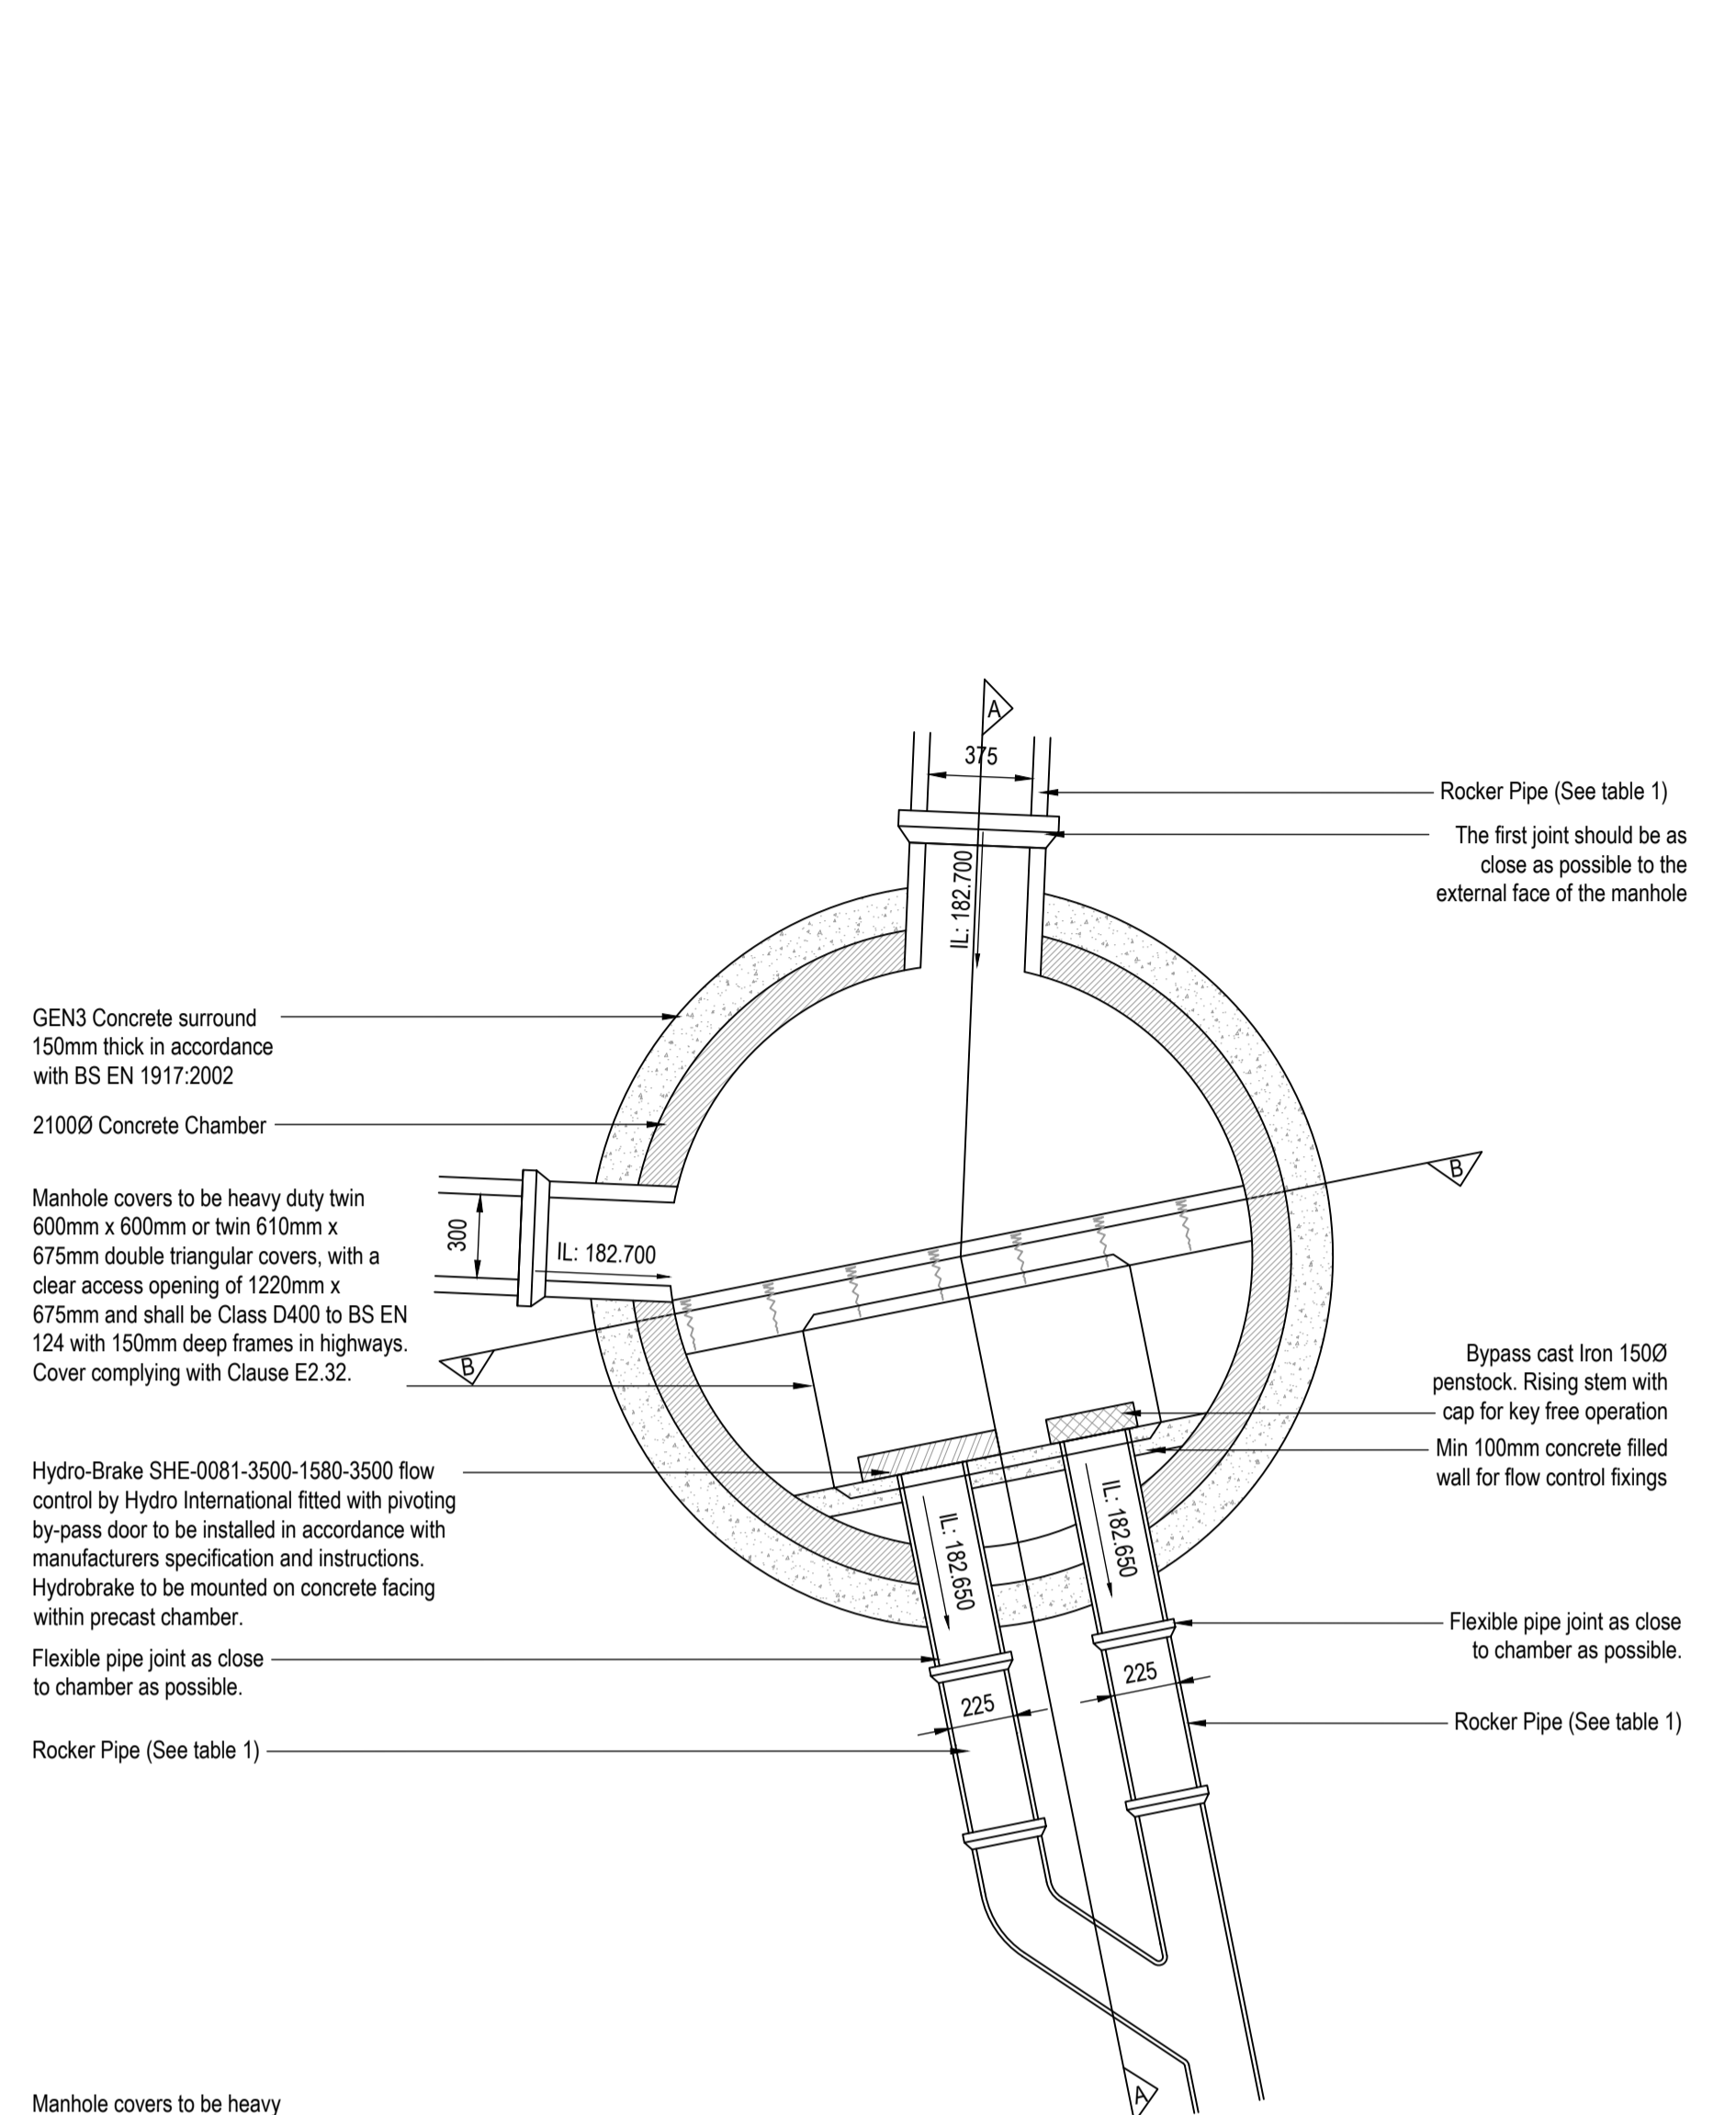 A
375
Rocker Pipe (See table 1)
The first joint should be as
close as possible to the
external face of the manhole
IL: 182.700
GEN3 Concrete surround
150mm thick in accordance
with BS EN 1917:2002
2100Ø Concrete Chamber
Manhole covers to be heavy duty twin
600mm x 600mm or twin 610mm x
675mm double triangular covers, with a
clear access opening of 1220mm x
675mm and shall be Class D400 to BS EN
124 with 150mm deep frames in highways.
Cover complying with Clause E2.32.
300
IL: 182.700
B
B
Bypass cast Iron 150Ø
penstock. Rising stem with
cap for key free operation
Min 100mm concrete filled
wall for flow control fixings
Hydro-Brake SHE-0081-3500-1580-3500 flow
control by Hydro International fitted with pivoting
by-pass door to be installed in accordance with
manufacturers specification and instructions.
Hydrobrake to be mounted on concrete facing
within precast chamber.
IL: 182.650
IL: 182.650
Flexible pipe joint as close
to chamber as possible.
Flexible pipe joint as close
to chamber as possible.
225
225
Rocker Pipe (See table 1)
Rocker Pipe (See table 1)
A
Manhole covers to be heavy